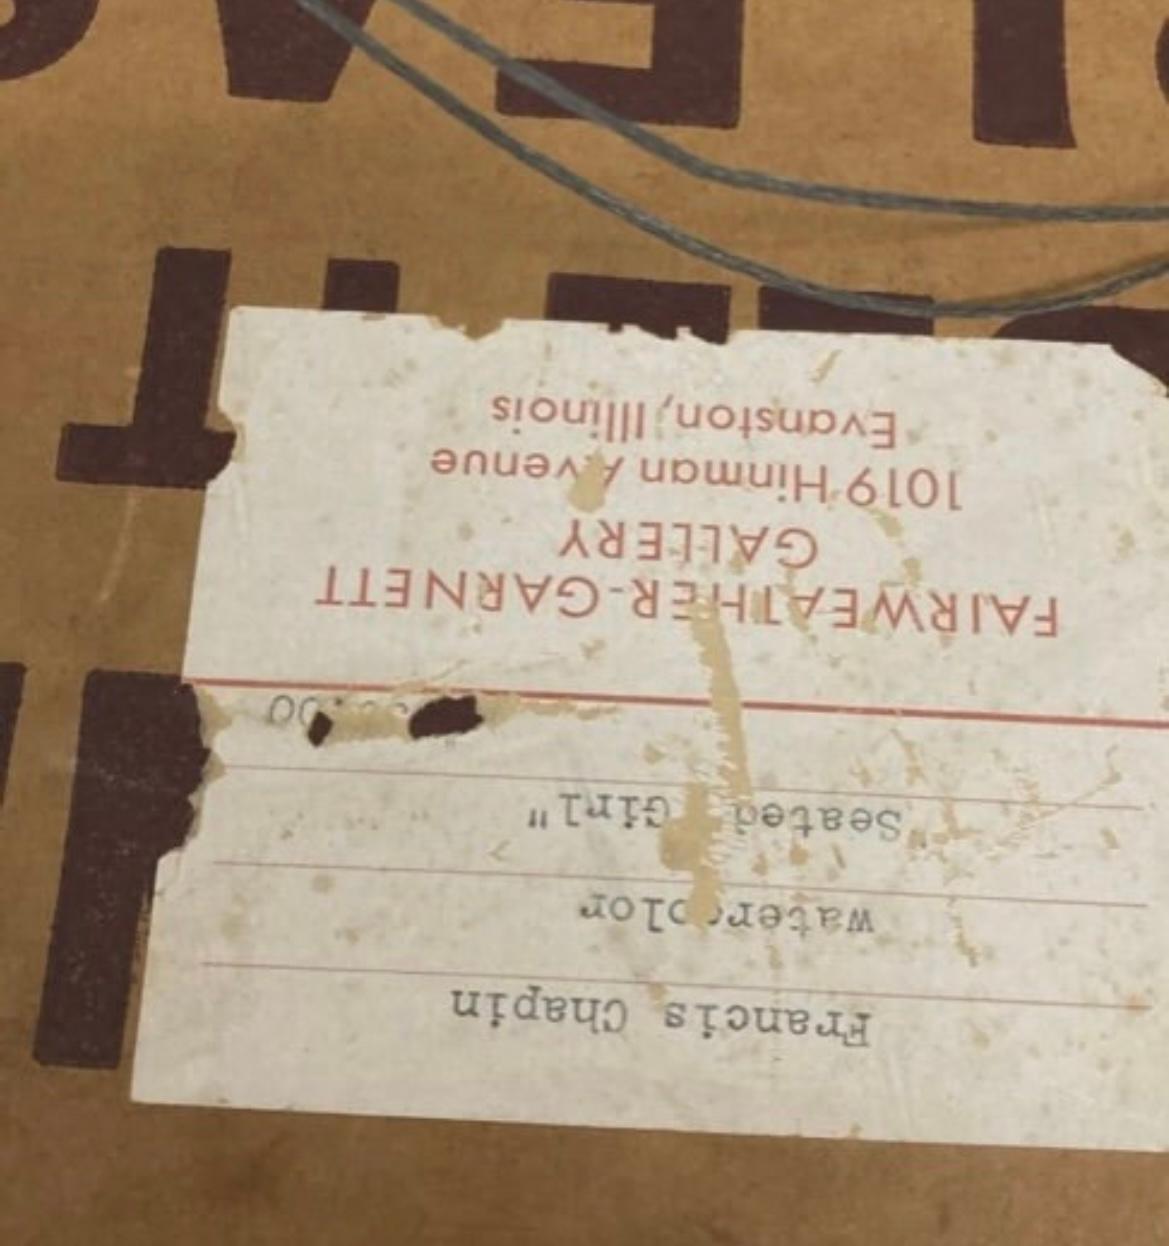 Francis Chapin
watercolor
Seated Girl"
FAIRWEATHER-GARNETT
GALLERY
1019 Hinman Avenue
Evanston, Illinois